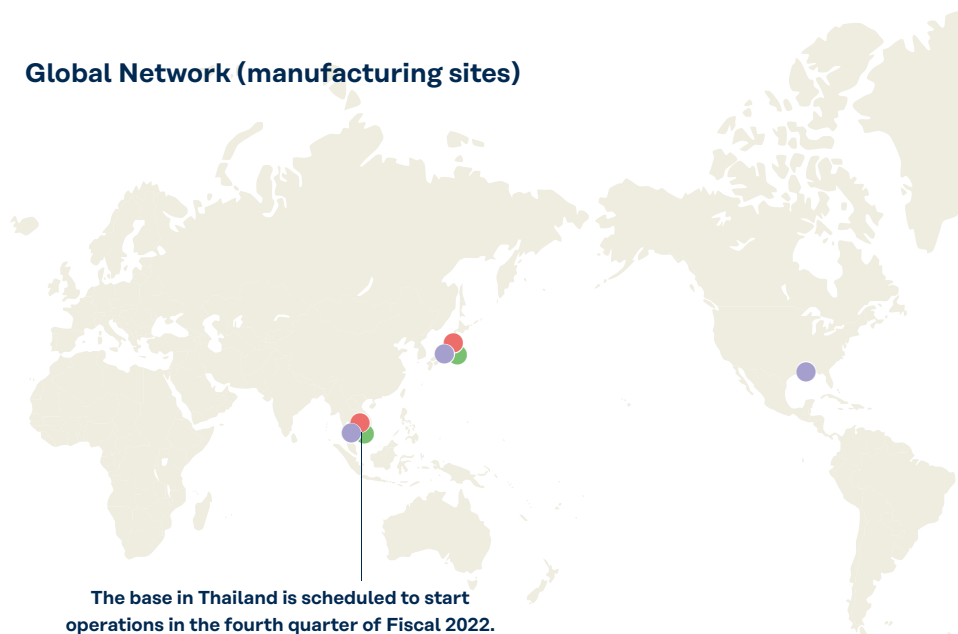 Global Network (manufacturing sites)
The base in Thailand is scheduled to start
operations in the fourth quarter of Fiscal 2022.